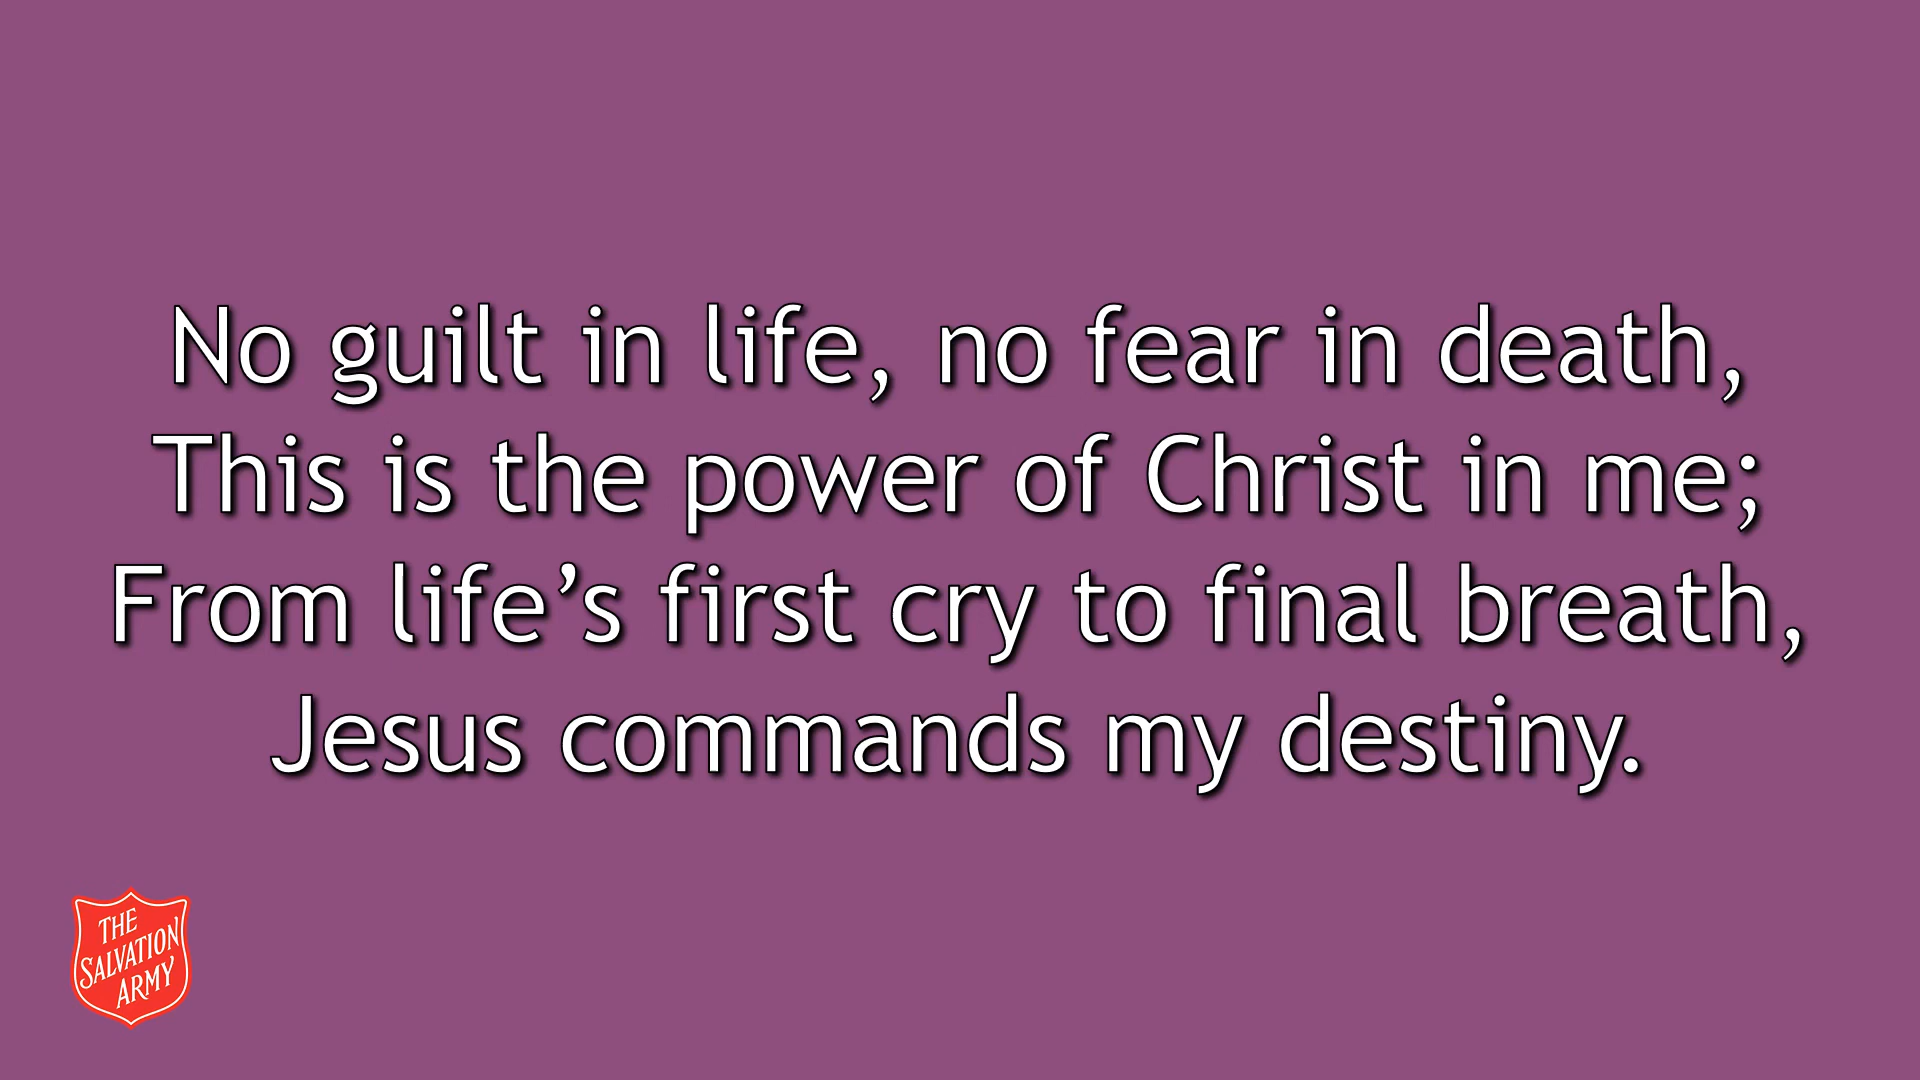 No guilt in life, no fear in death,
This is the power of Christ in me;
From life’s first cry to final breath,
Jesus commands my destiny.
THE
SALVATION
ARMY